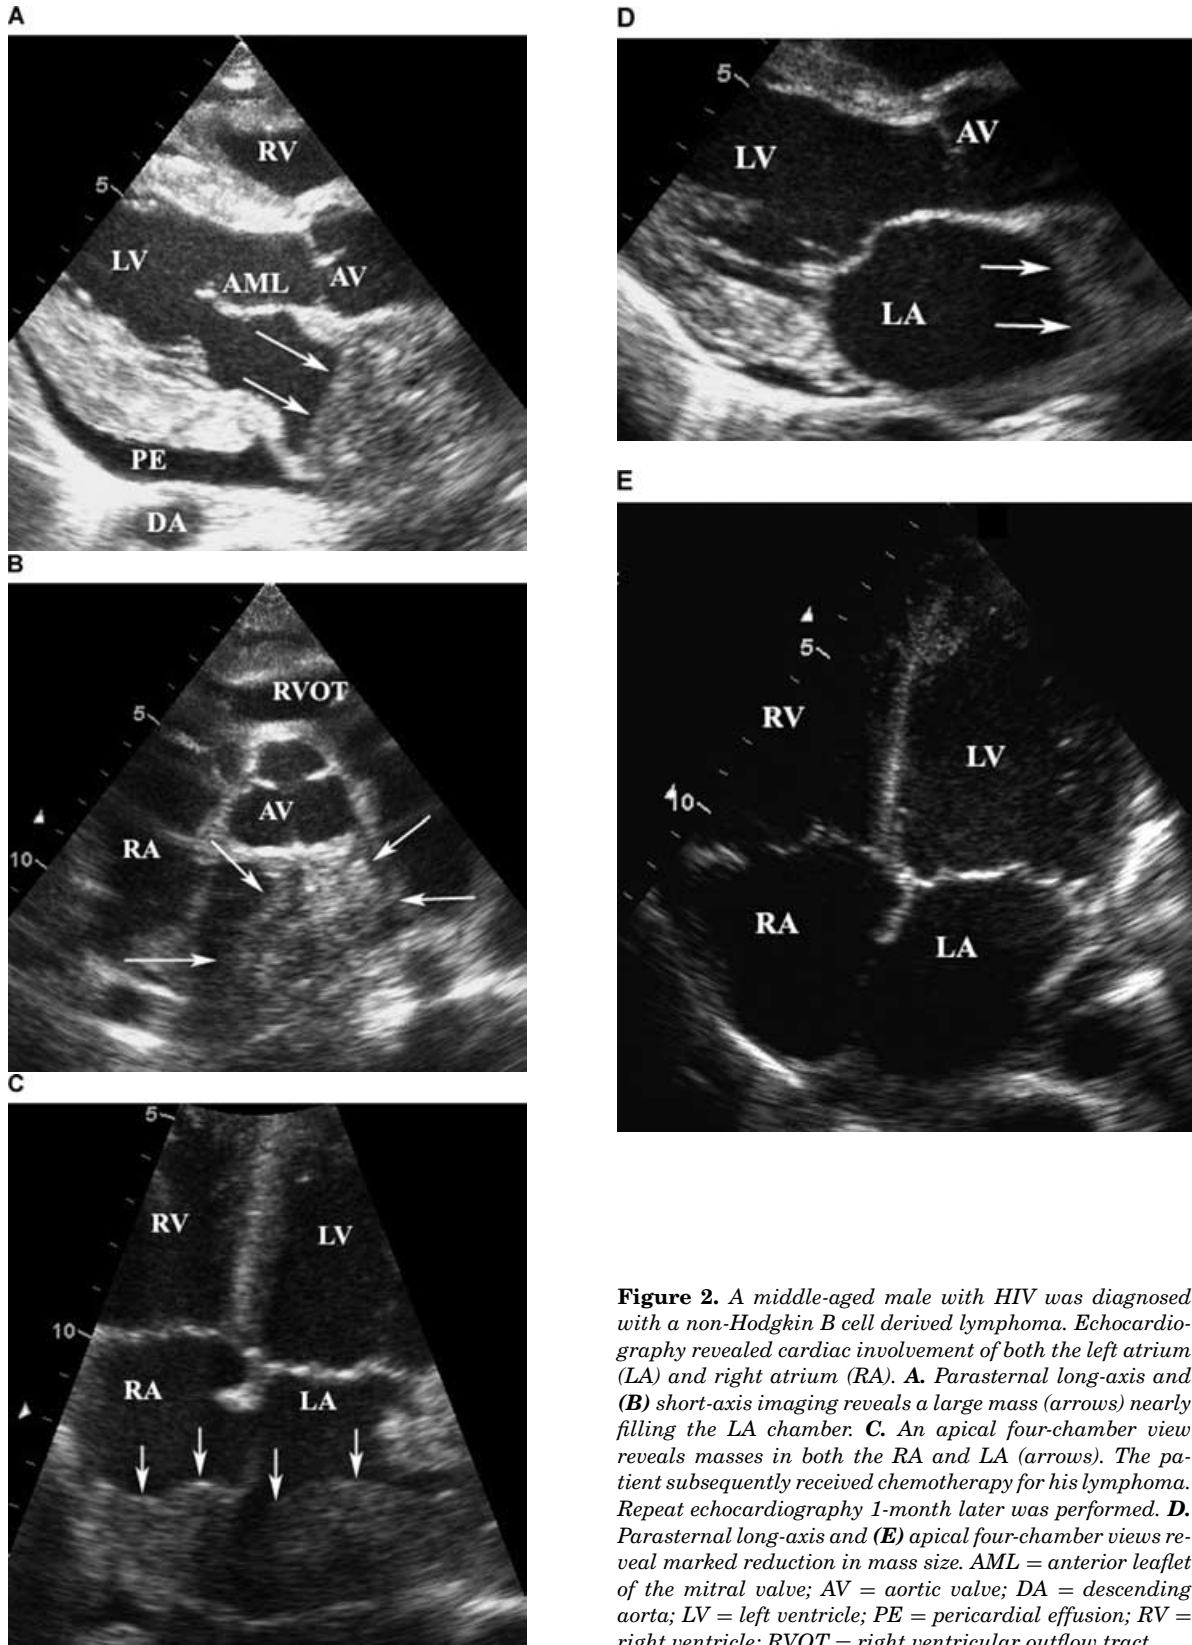 A
RV
5
LV
AML
AV
PE
DA
B
RVOT
5
AV
RA
10
C
5
RV
LV
10
RA
LA
D
5
AV
LV
LA
E
5
RV
LV
10
RA
LA
Figure 2. A middle-aged male with HIV was diagnosed
with a non-Hodgkin B cell derived lymphoma. Echocardio-
graphy revealed cardiac involvement of both the left atrium
(LA) and right atrium (RA). A. Parasternal long-axis and
(B) short-axis imaging reveals a large mass (arrows) nearly
filling the LA chamber. C. An apical four-chamber view
reveals masses in both the RA and LA (arrows). The pa-
tient subsequently received chemotherapy for his lymphoma.
Repeat echocardiography 1-month later was performed. D.
Parasternal long-axis and (E) apical four-chamber views re-
veal marked reduction in mass size. AML = anterior leaflet
of the mitral valve; AV = aortic valve; DA = descending
aorta; LV = left ventricle; PE = pericardial effusion; RV =
right ventricle; RVOT = right ventricular outflow tract